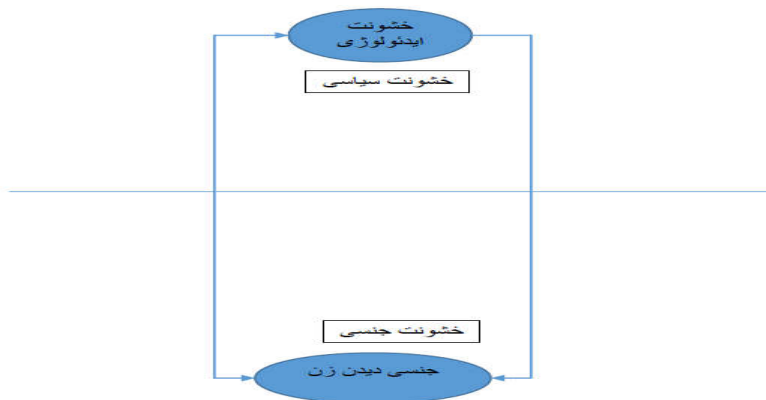 خشونت
ایدئولوژی
خشونت سیاسی
خشونت جنسی
جنسی دیدن زن